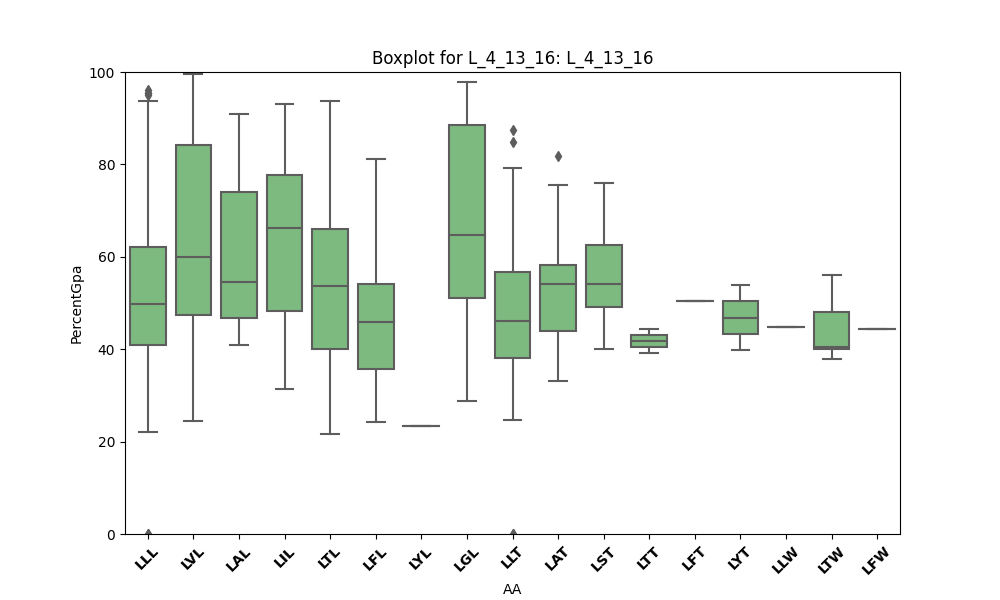 Boxplot for L_4_13_16: L_4_13_16
100
80
60
40
20
0
PercentGpa
LLL LVL LAL LIL LTL LFL LYL LGL LLT LAT LST LTT LFT LYT LLW LTW LFW
AA